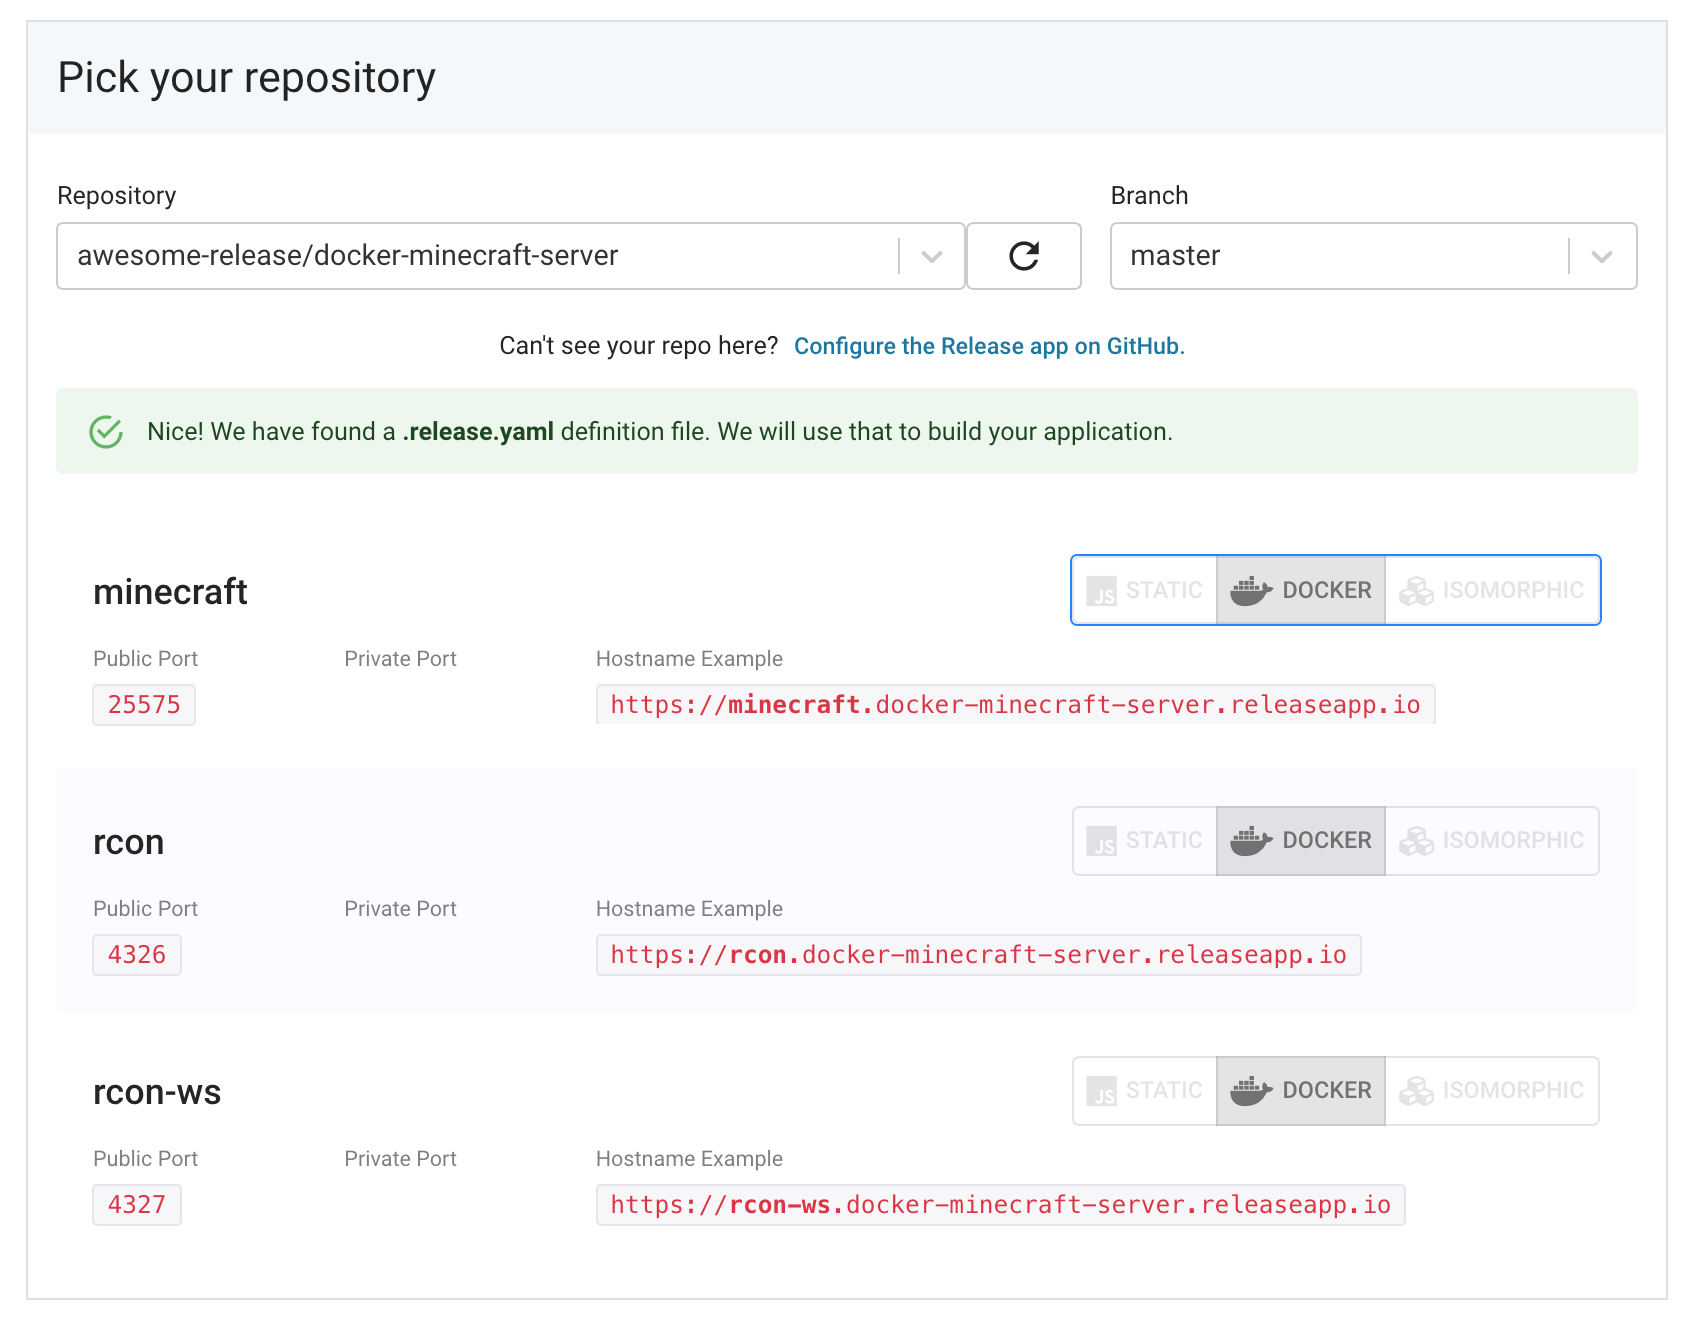 Pick your repository
Repository
Branch
awesome-release/docker-minecraft-server
master
Can't see your repo here? Configure the Release app on GitHub.
Nice! We have found a .release.yaml definition file. We will use that to build your application.
minecraft
JS STATIC DOCKER ISOMORPHIC
Public Port Private Port Hostname Example
25575 https://minecraft.docker-minecraft-server.releaseapp.io
rcon
JS STATIC DOCKER ISOMORPHIC
Public Port Private Port Hostname Example
4326 https://rcon.docker-minecraft-server.releaseapp.io
rcon-ws
JS STATIC DOCKER ISOMORPHIC
Public Port Private Port Hostname Example
4327 https://rcon-ws.docker-minecraft-server.releaseapp.io